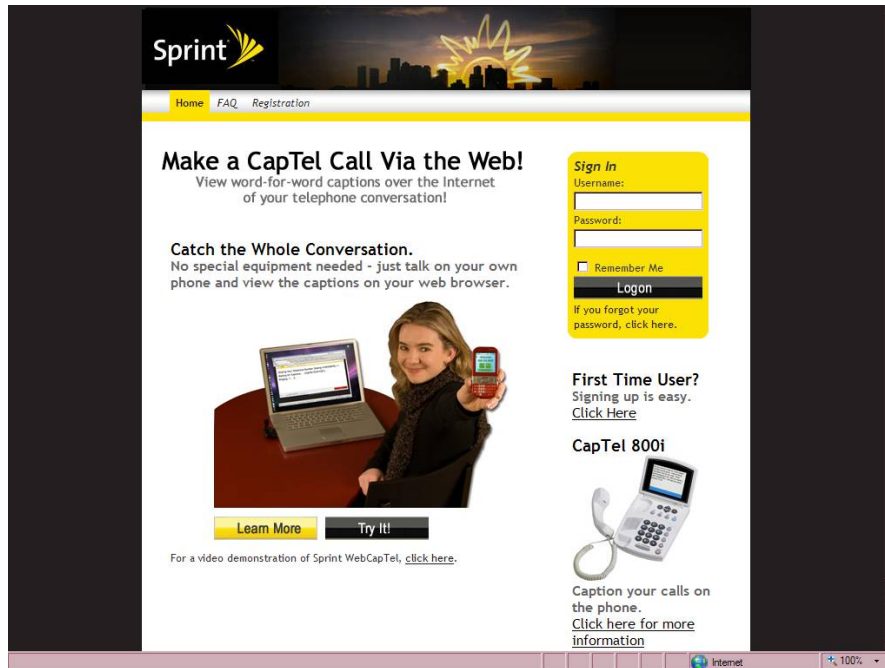 Sprint
Home FAQ Registration
Make a CapTel Call Via the Web!
View word-for-word captions over the Internet
of your telephone conversation!
Catch the Whole Conversation.
No special equipment needed - just talk on your own
phone and view the captions on your web browser.
Learn More Try It!
For a video demonstration of Sprint WebCapTel, click here.
Sign In
Username:
Password:
Remember Me
Logon
If you forgot your
password, click here.
First Time User?
Signing up is easy.
Click Here
CapTel 800i
Caption your calls on
the phone.
Click here for more
information
Internet 100%